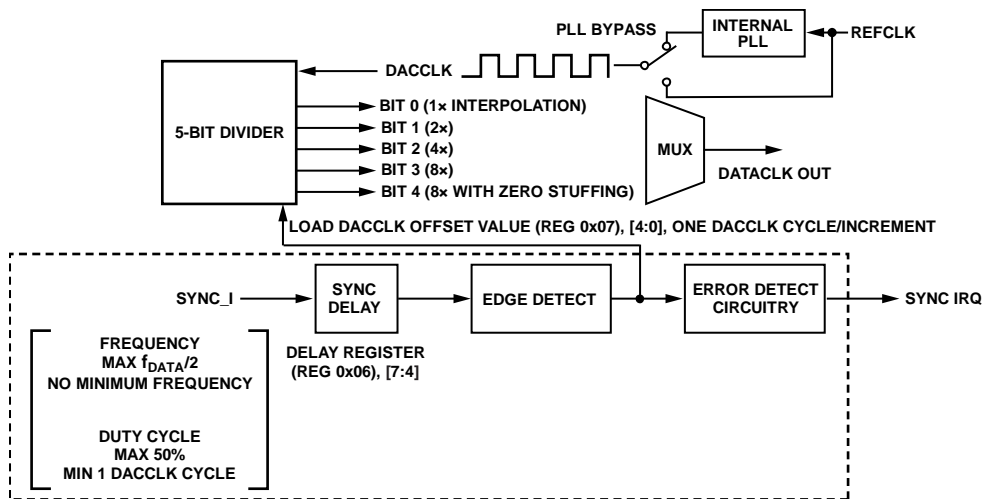 PLL BYPASS
INTERNAL
PLL
REFCLK
DACCLK
5-BIT DIVIDER
BIT 0 (1× INTERPOLATION)
BIT 1 (2×)
BIT 2 (4×)
BIT 3 (8×)
BIT 4 (8× WITH ZERO STUFFING)
MUX
DATACLK OUT
LOAD DACCLK OFFSET VALUE (REG 0x07), [4:0], ONE DACCLK CYCLE/INCREMENT
SYNC_I
SYNC
DELAY
EDGE DETECT
ERROR DETECT
CIRCUITRY
SYNC IRQ
DELAY REGISTER
(REG 0x06), [7:4]
FREQUENCY
MAX fDATA/2
NO MINIMUM FREQUENCY
DUTY CYCLE
MAX 50%
MIN 1 DACCLK CYCLE